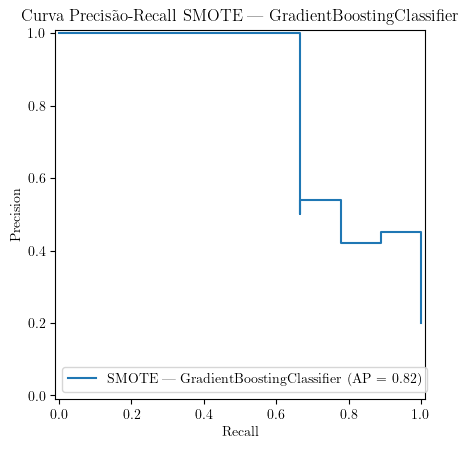 Curva Precisão-Recall SMOTE — GradientBoostingClassifier
1.0
0.8
0.6
0.4
0.2
0.0
Precision
SMOTE — GradientBoostingClassifier (AP = 0.82)
0.0 0.2 0.4 0.6 0.8 1.0
Recall